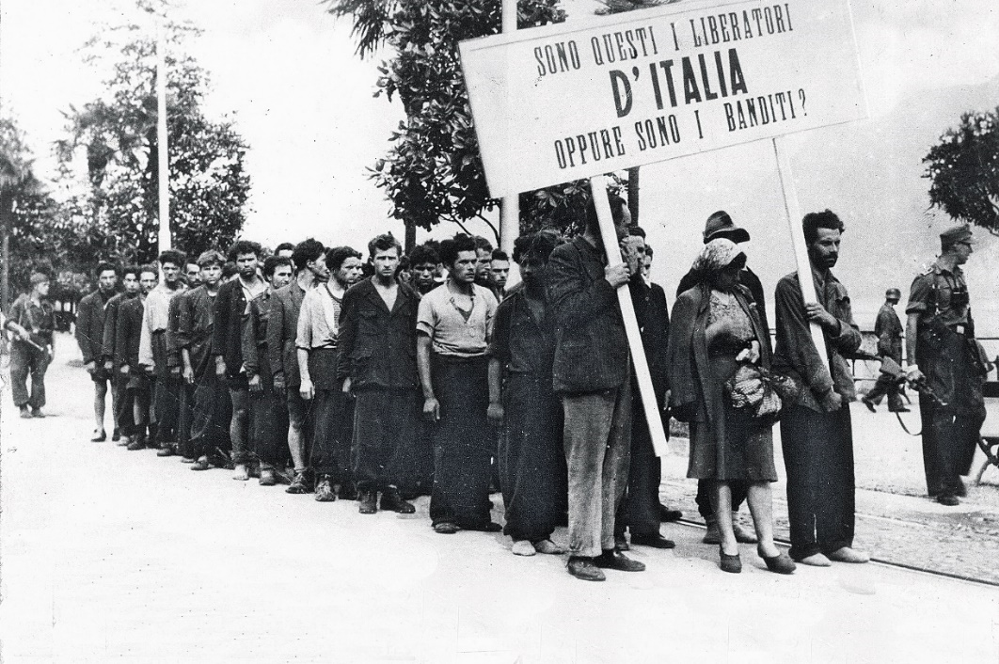 SONO QUESTI I LIBERATORI
D'ITALIA
OPPURE SONO I BANDITI?